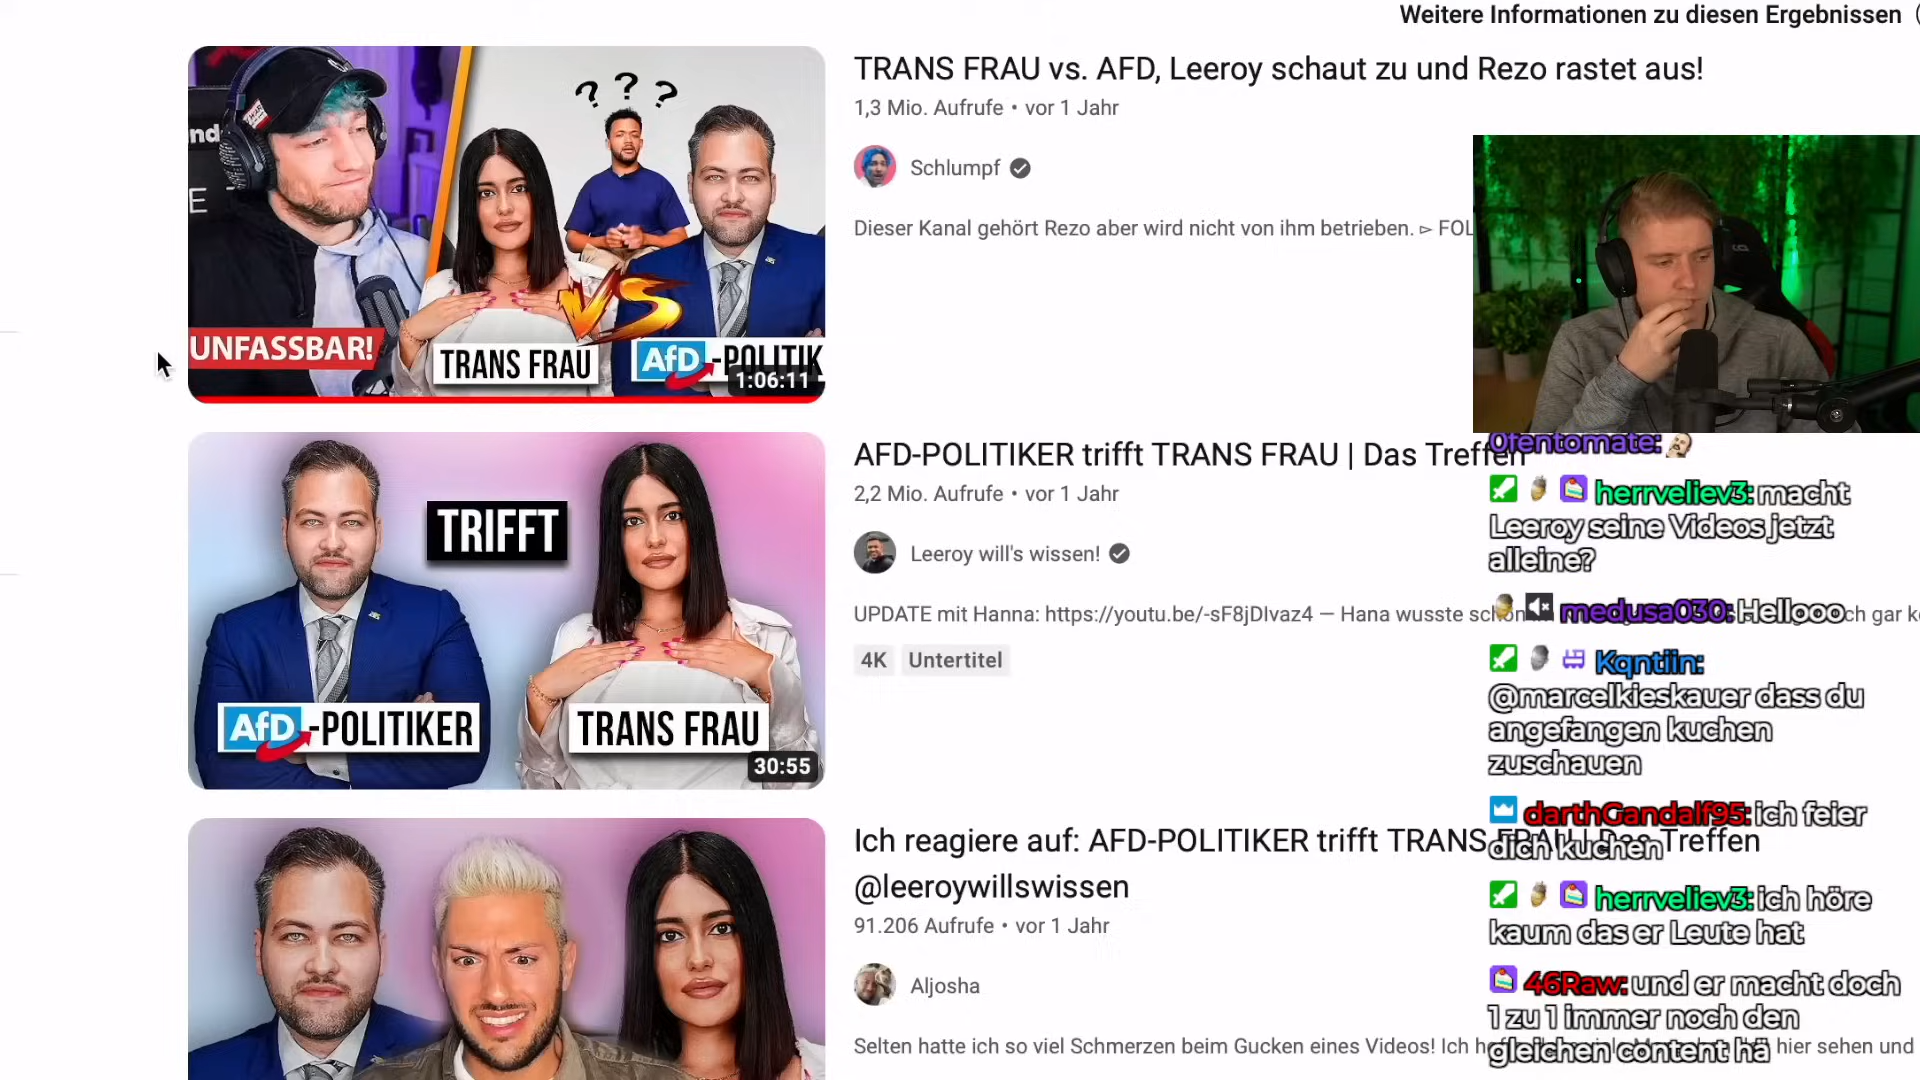 Weitere Informationen zu diesen Ergebnissen
? ? ?
UNFASSBAR!
TRANS FRAU
VS
AfD-POLITIK
1:06:11
TRANS FRAU vs. AFD, Leeroy schaut zu und Rezo rastet aus!
1,3 Mio. Aufrufe • vor 1 Jahr
Schlumpf
Dieser Kanal gehört Rezo aber wird nicht von ihm betrieben. ▻ FOL
TRIFFT
AfD-POLITIKER
TRANS FRAU
30:55
AFD-POLITIKER trifft TRANS FRAU | Das Treffen
2,2 Mio. Aufrufe • vor 1 Jahr
Leeroy will's wissen!
UPDATE mit Hanna: https://youtu.be/-sF8jDIvaz4 — Hana wusste schon
ch gar k
4K
Untertitel
Ich reagiere auf: AFD-POLITIKER trifft TRANS FRAU | Das Treffen
@leeroywillswissen
91.206 Aufrufe • vor 1 Jahr
Aljosha
Selten hatte ich so viel Schmerzen beim Gucken eines Videos! Ich
hier sehen und
0fentomate:
herrveliev3: macht
Leeroy seine Videos jetzt
alleine?
medusa030: Hellooo
Kqntiin:
@marcelkieskauer dass du
angefangen kuchen
zuschauen
darthGandalf95: ich feier
dich kuchen
herrveliev3: ich höre
kaum das er Leute hat
46Raw: und er macht doch
1 zu 1 immer noch den
gleichen content hä